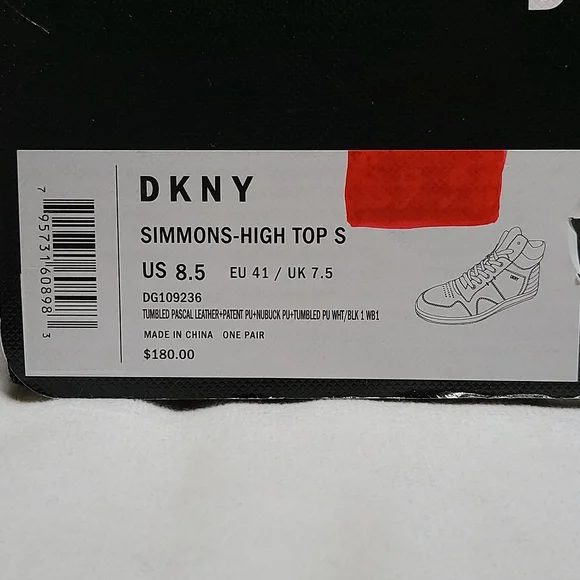 DKNY
SIMMONS-HIGH TOP S
US 8.5 EU 41 / UK 7.5
DG109236
TUMBLED PASCAL LEATHER+PATENT PU+NUBUCK PU+TUMBLED PU WHT/BLK 1 WB1
MADE IN CHINA ONE PAIR
$180.00
7 95731 60898 3
DKNY